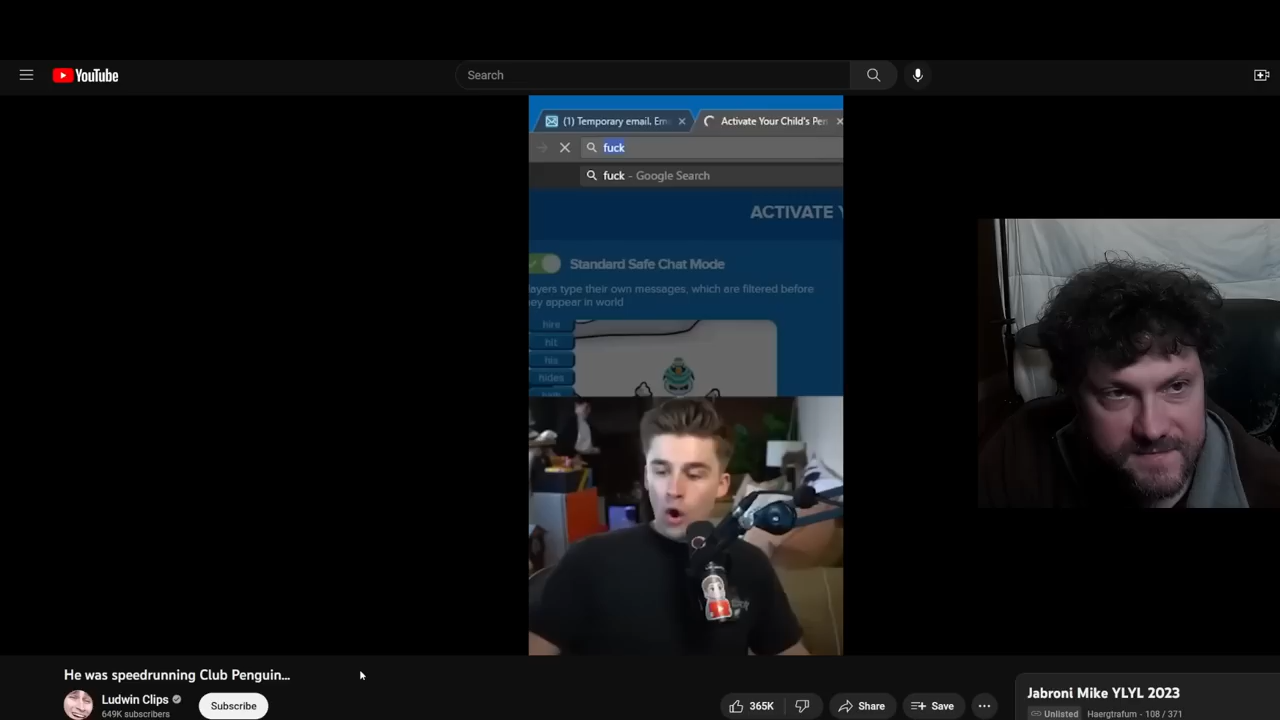 YouTube
Search
(1) Temporary email. Em
Activate Your Child's Pen
fuck
fuck - Google Search
ACTIVATE Y
Standard Safe Chat Mode
ayers type their own messages, which are filtered before
ey appear in world
hire
hit
his
hides
He was speedrunning Club Penguin...
Ludwin Clips
649K subscribers
Subscribe
365K
Share
Save
Jabroni Mike YLYL 2023
Unlisted
Haergtrafum - 108 / 371